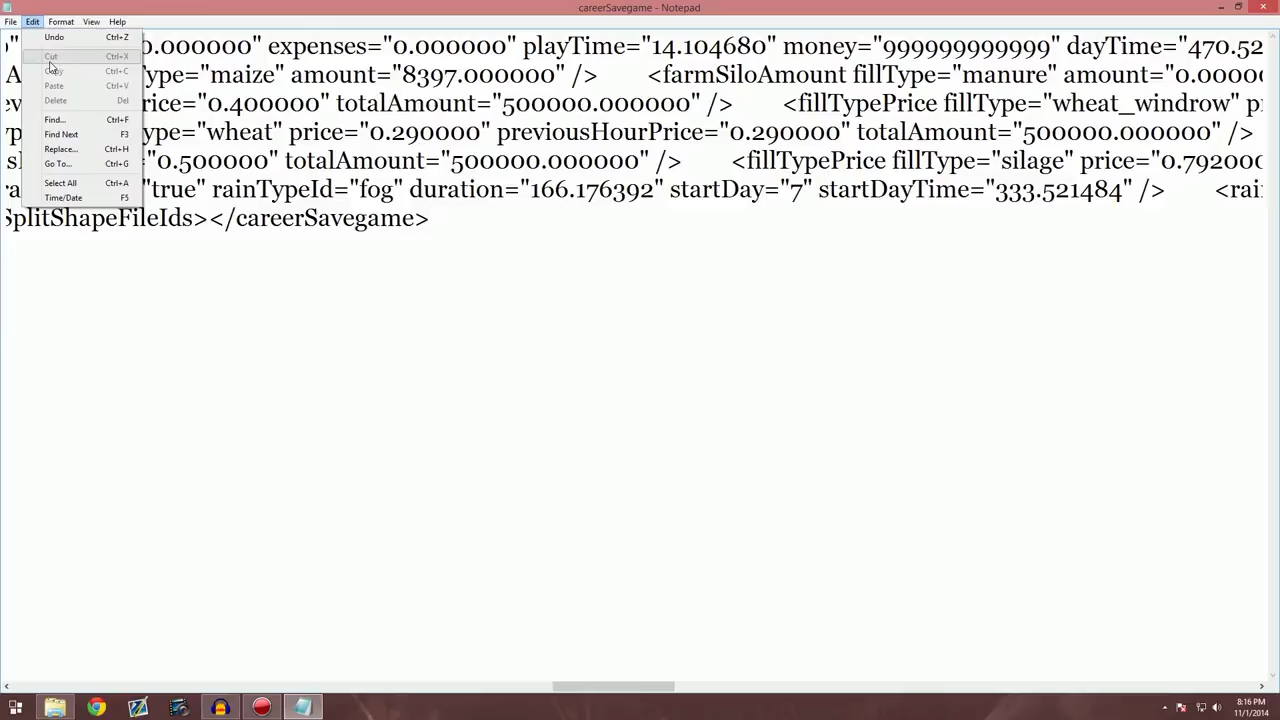 careerSavegame - Notepad
File Edit Format View Help
0.000000" expenses="0.000000" playTime="14.104680" money="999999999999" dayTime="470.52
Type="maize" amount="8397.000000" /> <farmSiloAmount fillType="manure" amount="0.00
price="0.400000" totalAmount="500000.000000" /> <fillTypePrice fillType="wheat_windrow" pr
"wheat" price="0.290000" previousHourPrice="0.290000" totalAmount="500000.000000" />
="0.500000" totalAmount="500000.000000" /> <fillTypePrice fillType="silage" price="0.79200
"true" rainTypeId="fog" duration="166.176392" startDay="7" startDayTime="333.521484" /> <rai
SplitShapeFileIds></careerSavegame>
Undo Ctrl+Z
Cut Ctrl+X
Copy Ctrl+C
Paste Ctrl+V
Delete Del
Find... Ctrl+F
Find Next F3
Replace... Ctrl+H
Go To... Ctrl+G
Select All Ctrl+A
Time/Date F5
8:16 PM
11/1/2014